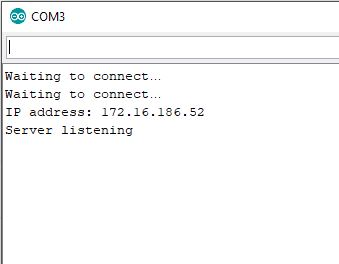 COM3
Waiting to connect...
Waiting to connect...
IP address: 172.16.186.52
Server listening